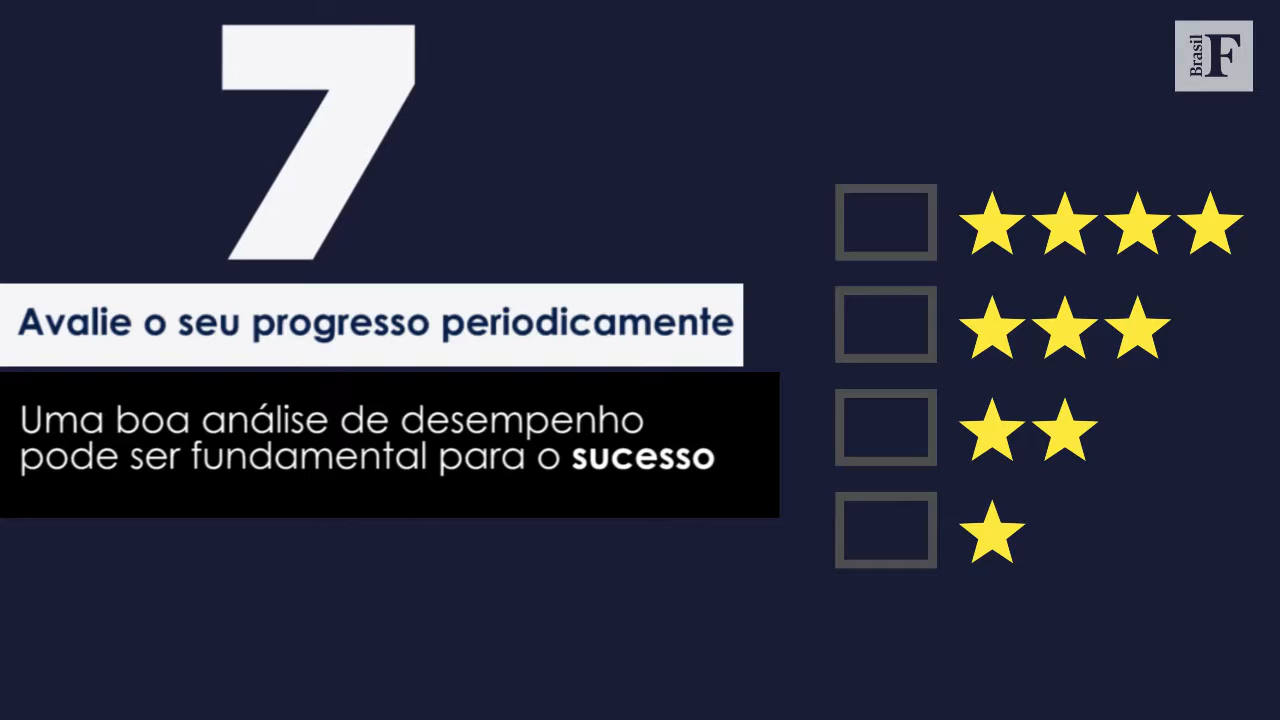 7
Brasil F
Avalie o seu progresso periodicamente
Uma boa análise de desempenho
pode ser fundamental para o sucesso